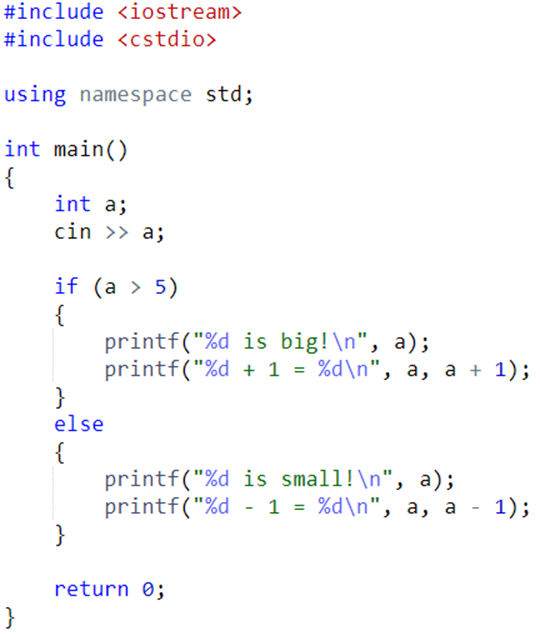 #include <iostream>
#include <cstdio>

using namespace std;

int main()
{
    int a;
    cin >> a;

    if (a > 5)
    {
        printf("%d is big!\n", a);
        printf("%d + 1 = %d\n", a, a + 1);
    }
    else
    {
        printf("%d is small!\n", a);
        printf("%d - 1 = %d\n", a, a - 1);
    }

    return 0;
}